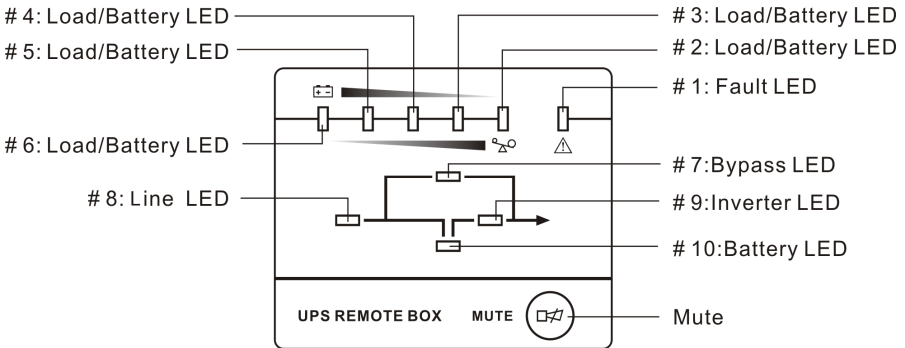 # 4: Load/Battery LED
# 3: Load/Battery LED
# 5: Load/Battery LED
# 2: Load/Battery LED
# 1: Fault LED
# 6: Load/Battery LED
# 7:Bypass LED
# 8: Line LED
# 9:Inverter LED
# 10:Battery LED
UPS REMOTE BOX MUTE
Mute